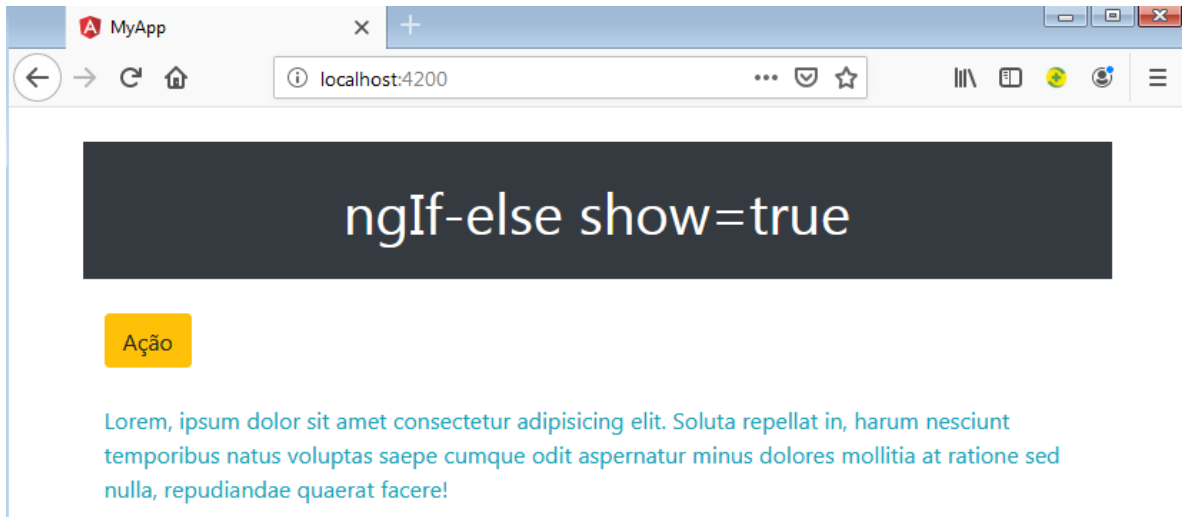 MyApp
localhost:4200
ngIf-else show=true
Ação
Lorem, ipsum dolor sit amet consectetur adipisicing elit. Soluta repellat in, harum nesciunt
temporibus natus voluptas saepe cumque odit aspernatur minus dolores mollitia at ratione sed
nulla, repudiandae quaerat facere!